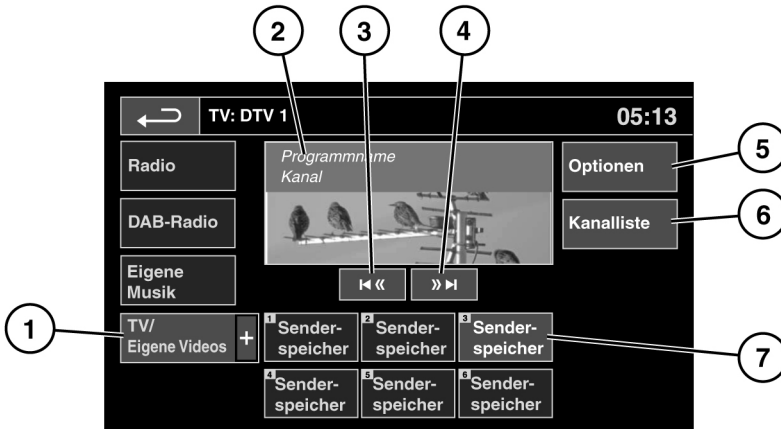 2
3
4
TV: DTV 1
05:13
Radio
Programmname
Kanal
Optionen
5
DAB-Radio
Kanalliste
6
Eigene
Musik
1
TV/
Eigene Videos
+
1 Sender-
speicher
2 Sender-
speicher
3 Sender-
speicher
7
4 Sender-
speicher
5 Sender-
speicher
6 Sender-
speicher